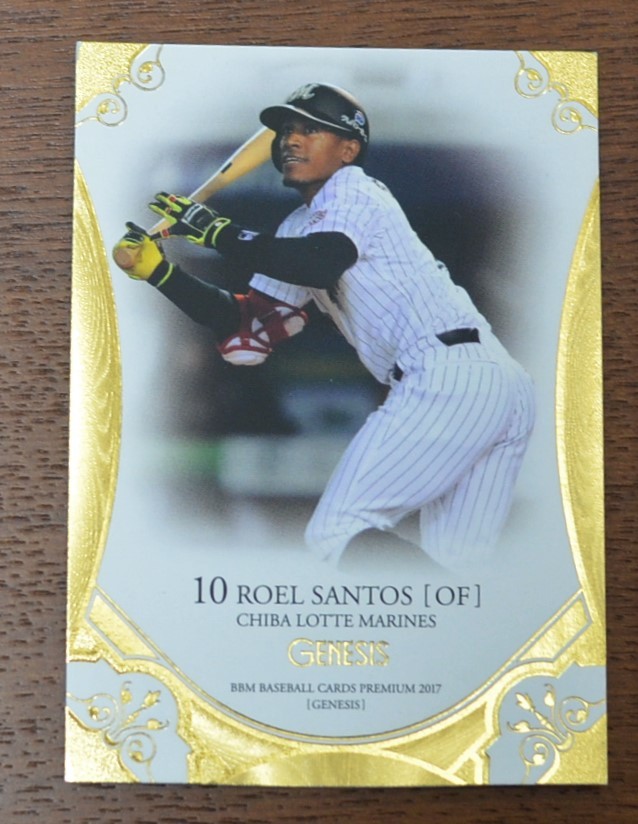 10 ROEL SANTOS [OF]
CHIBA LOTTE MARINES
GENESIS
BBM BASEBALL CARDS PREMIUM 2017
[GENESIS]